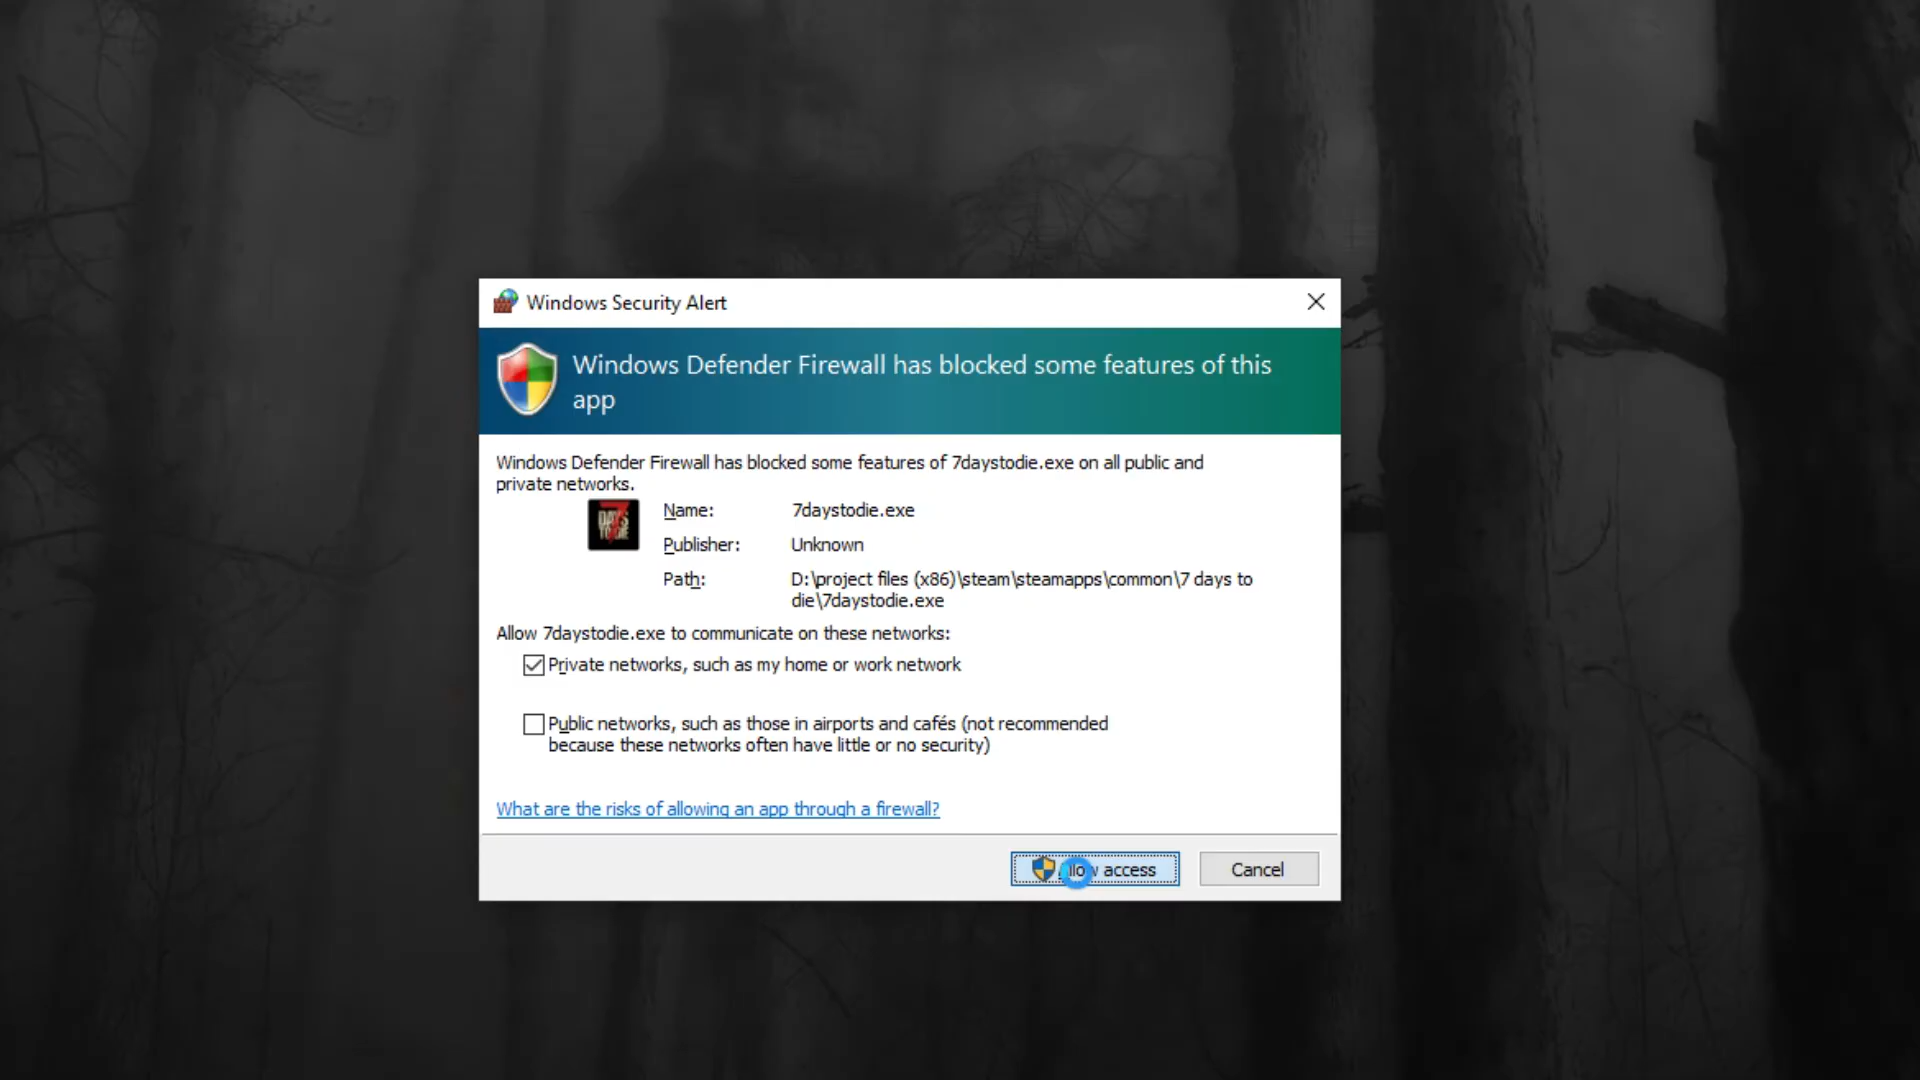 Windows Security Alert
Windows Defender Firewall has blocked some features of this
app
Windows Defender Firewall has blocked some features of 7daystodie.exe on all public and
private networks.
7 DAYS TO DIE
Name: 7daystodie.exe
Publisher: Unknown
Path: D:\project files (x86)\steam\steamapps\common\7 days to
die\7daystodie.exe
Allow 7daystodie.exe to communicate on these networks:
Private networks, such as my home or work network
Public networks, such as those in airports and cafés (not recommended
because these networks often have little or no security)
What are the risks of allowing an app through a firewall?
Allow access Cancel